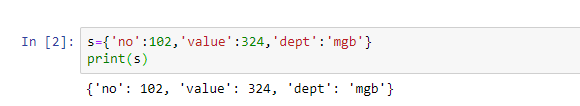 In [2]: s={'no':102,'value':324,'dept':'mgb'}
print(s)
{'no': 102, 'value': 324, 'dept': 'mgb'}